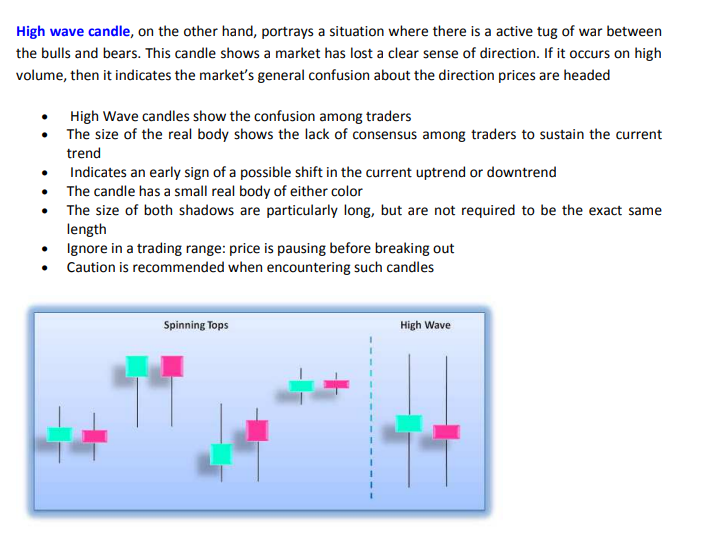 High wave candle, on the other hand, portrays a situation where there is a active tug of war between
the bulls and bears. This candle shows a market has lost a clear sense of direction. If it occurs on high
volume, then it indicates the market's general confusion about the direction prices are headed
• High Wave candles show the confusion among traders
• The size of the real body shows the lack of consensus among traders to sustain the current
trend
• Indicates an early sign of a possible shift in the current uptrend or downtrend
• The candle has a small real body of either color
• The size of both shadows are particularly long, but are not required to be the exact same
length
• Ignore in a trading range: price is pausing before breaking out
• Caution is recommended when encountering such candles
Spinning Tops
High Wave